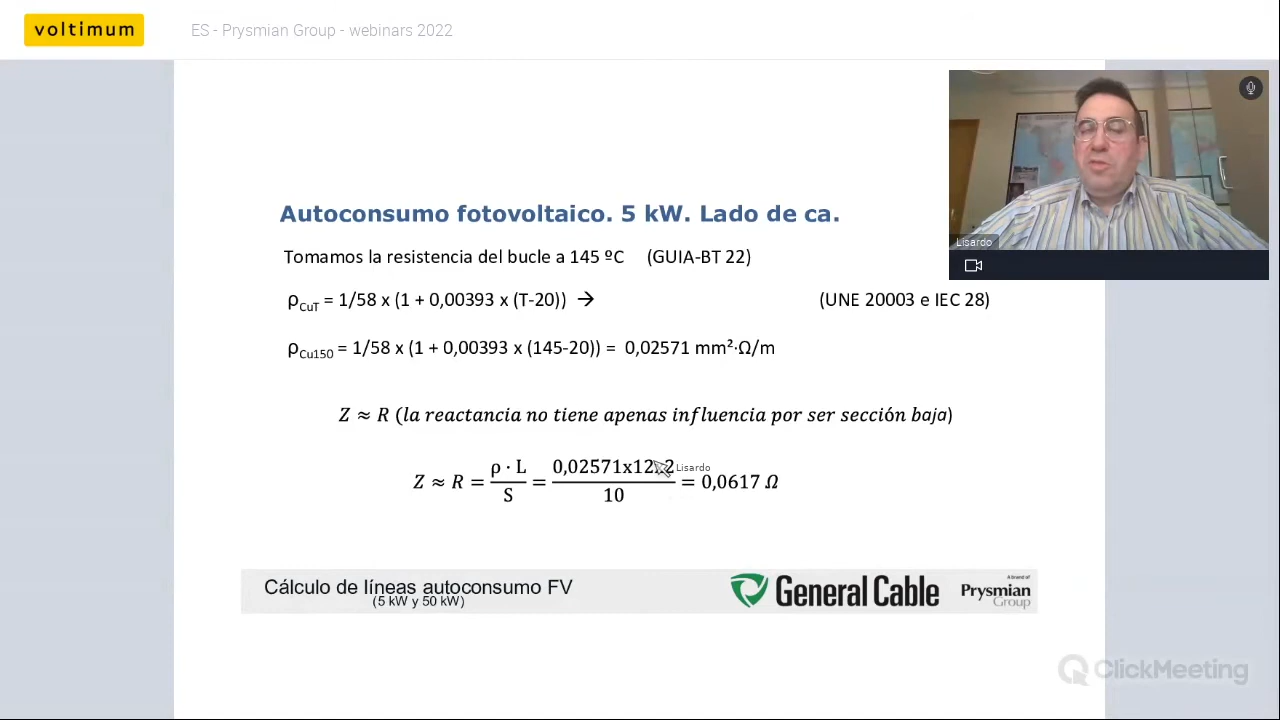 voltimum
ES - Prysmian Group - webinars 2022
Lisardo
Autoconsumo fotovoltaico. 5 kW. Lado de ca.
Tomamos la resistencia del bucle a 145 ºC (GUIA-BT 22)
ρCuT = 1/58 x (1 + 0,00393 x (T-20)) → (UNE 20003 e IEC 28)
ρCu150 = 1/58 x (1 + 0,00393 x (145-20)) = 0,02571 mm²·Ω/m
Z ≈ R (la reactancia no tiene apenas influencia por ser sección baja)
Z ≈ R = ρ · L / S = 0,02571x12x2 / 10 = 0,0617 Ω
Lisardo
Cálculo de líneas autoconsumo FV
(5 kW y 50 kW)
General Cable
A brand of
Prysmian
Group
ClickMeeting